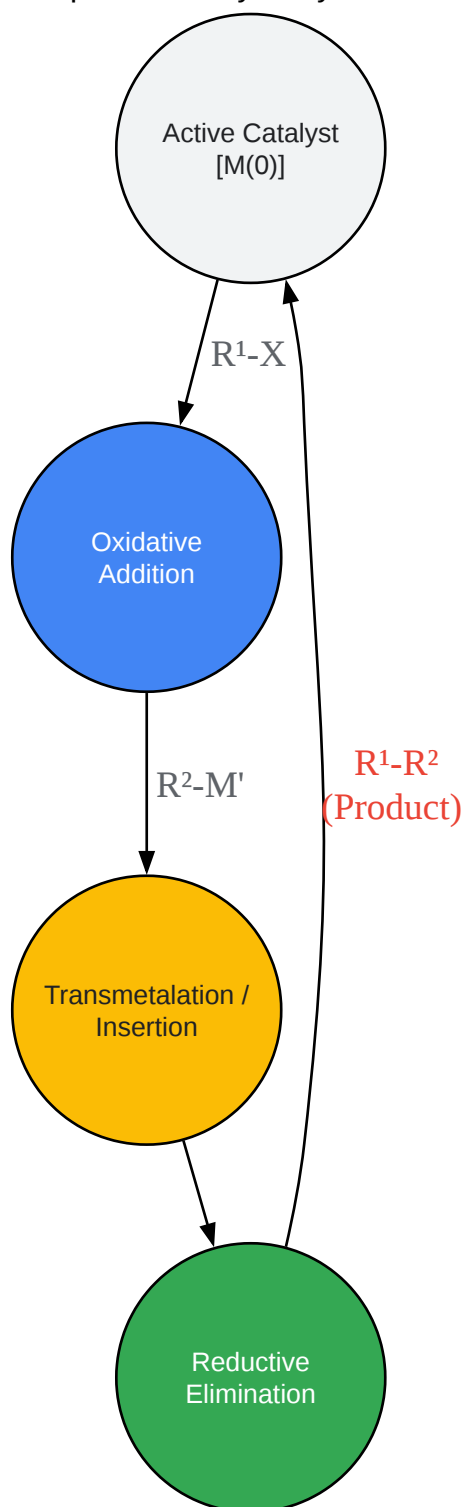 Active Catalyst
[M(0)]
R¹-X
Oxidative
Addition
R²-M'
R¹-R²
(Product)
Transmetalation /
Insertion
Reductive
Elimination